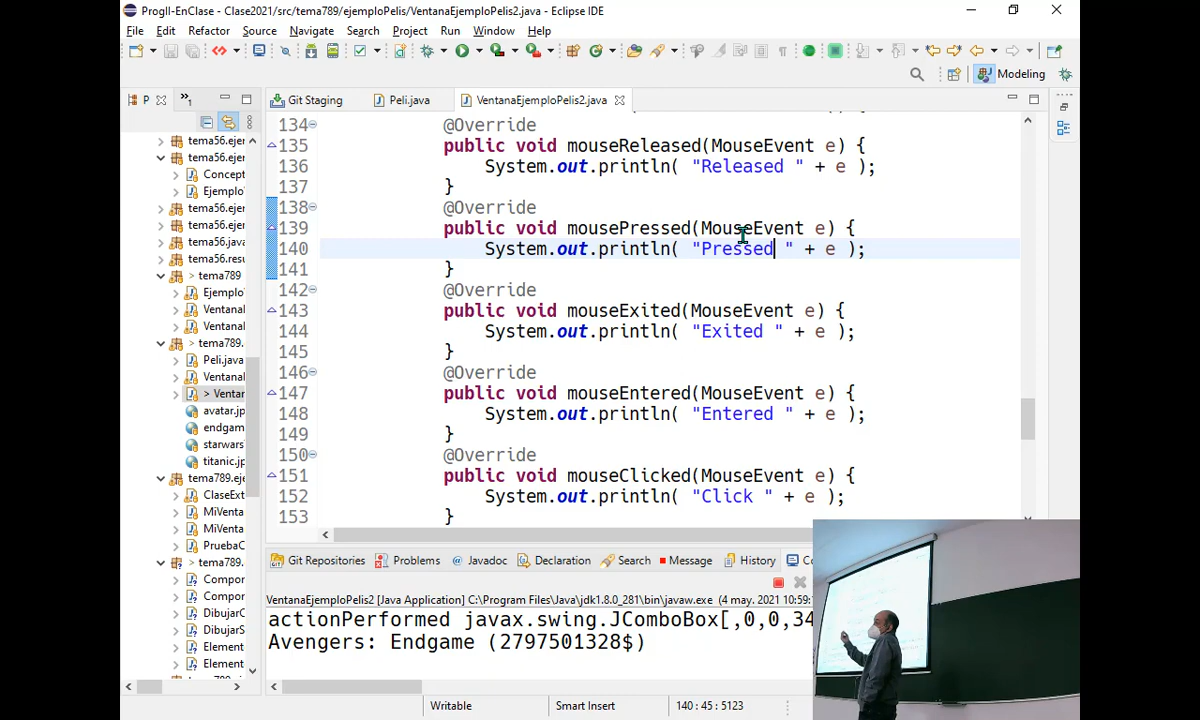 ProgII-EnClase - Clase2021/src/tema789/ejemploPelis/VentanaEjemploPelis2.java - Eclipse IDE
File Edit Refactor Source Navigate Search Project Run Window Help
Modeling
P
»1
Git Staging
Peli.java
VentanaEjemploPelis2.java
tema56.ejer
tema56.ejer
Concept
Ejemplo
tema56.ejer
tema56.ejer
tema56.java
tema56.resu
> tema789
Ejemplo
Ventana
Ventana
tema789.
Peli.java
Ventanal
> Ventar
avatar.jp
endgam
starwars
titanic.jp
tema789.eje
ClaseExt
MiVenta
MiVenta
PruebaC
> tema789.
Compor
Compor
DibujarC
DibujarS
Element
Element
134 @Override
135 public void mouseReleased(MouseEvent e) {
136 System.out.println( "Released " + e );
137 }
138 @Override
139 public void mousePressed(MouseEvent e) {
140 System.out.println( "Pressed " + e );
141 }
142 @Override
143 public void mouseExited(MouseEvent e) {
144 System.out.println( "Exited " + e );
145 }
146 @Override
147 public void mouseEntered(MouseEvent e) {
148 System.out.println( "Entered " + e );
149 }
150 @Override
151 public void mouseClicked(MouseEvent e) {
152 System.out.println( "Click " + e );
153 }
Git Repositories Problems @ Javadoc Declaration Search Message History Co
VentanaEjemploPelis2 [Java Application] C:\Program Files\Java\jdk1.8.0_281\bin\javaw.exe (4 may. 2021 10:59:
actionPerformed javax.swing.JComboBox[,0,0,34
Avengers: Endgame (2797501328$)
Writable
Smart Insert
140 : 45 : 5123